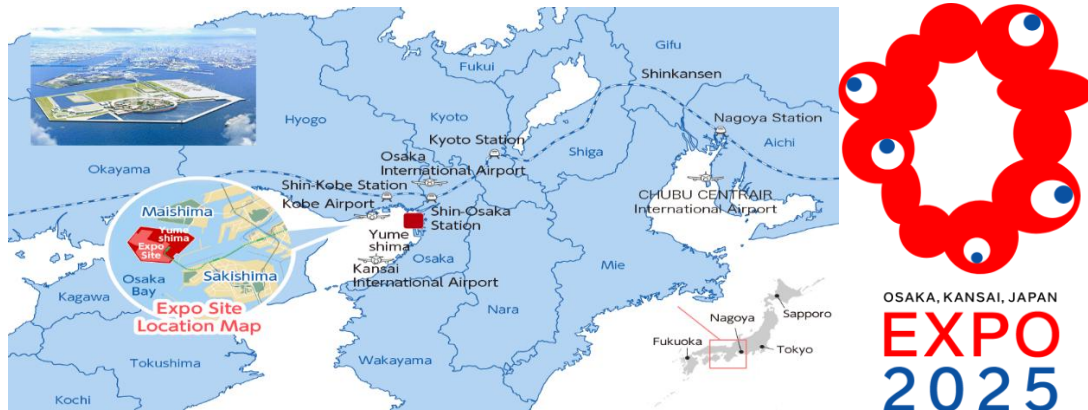 Gifu
Fukui
Shinkansen
Hyogo
Kyoto
Nagoya Station
Kyoto Station
Shiga
Aichi
Okayama
Osaka
International Airport
Shin-Kobe Station
Kobe Airport
CHUBU CENTRAIR
International Airport
Shin-Osaka
Station
Maishima
Yume
shima
Expo
Site
Yume
shima
Osaka
Bay
Sakishima
Osaka
Kansai
International Airport
Mie
Kagawa
Expo Site
Location Map
Nara
Tokushima
Wakayama
Kochi
Sapporo
Nagoya
Fukuoka
Tokyo
OSAKA, KANSAI, JAPAN
EXPO
2025